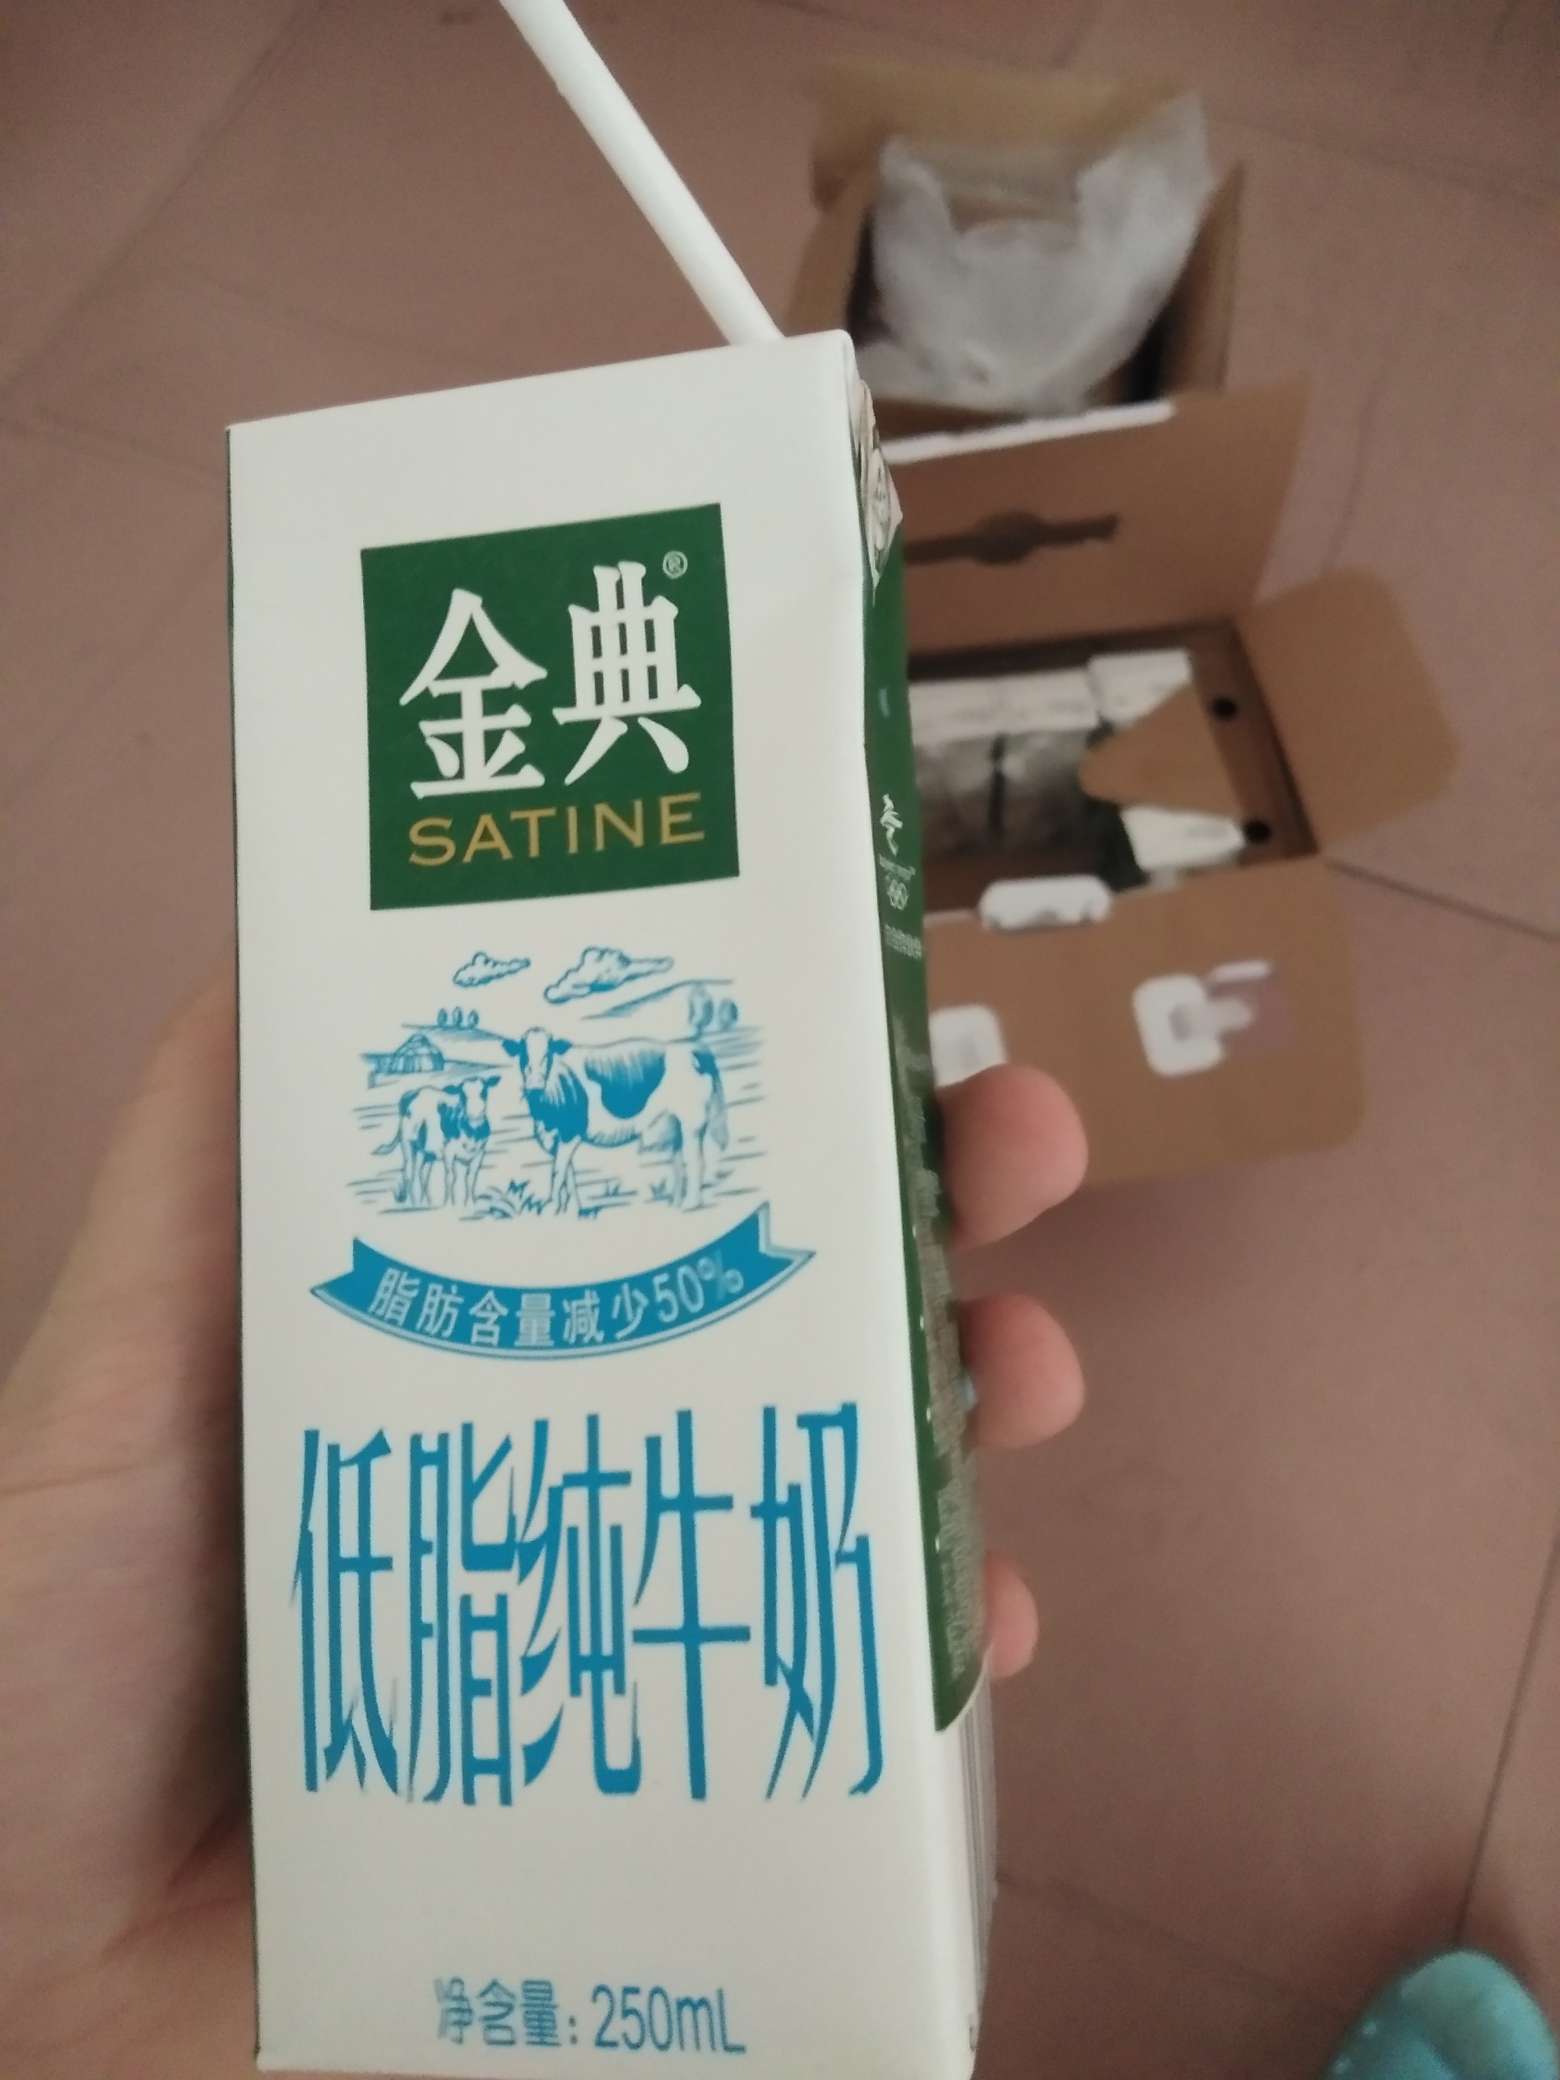 金典®
SATINE
脂肪含量减少50%
低脂纯牛奶
净含量：250mL